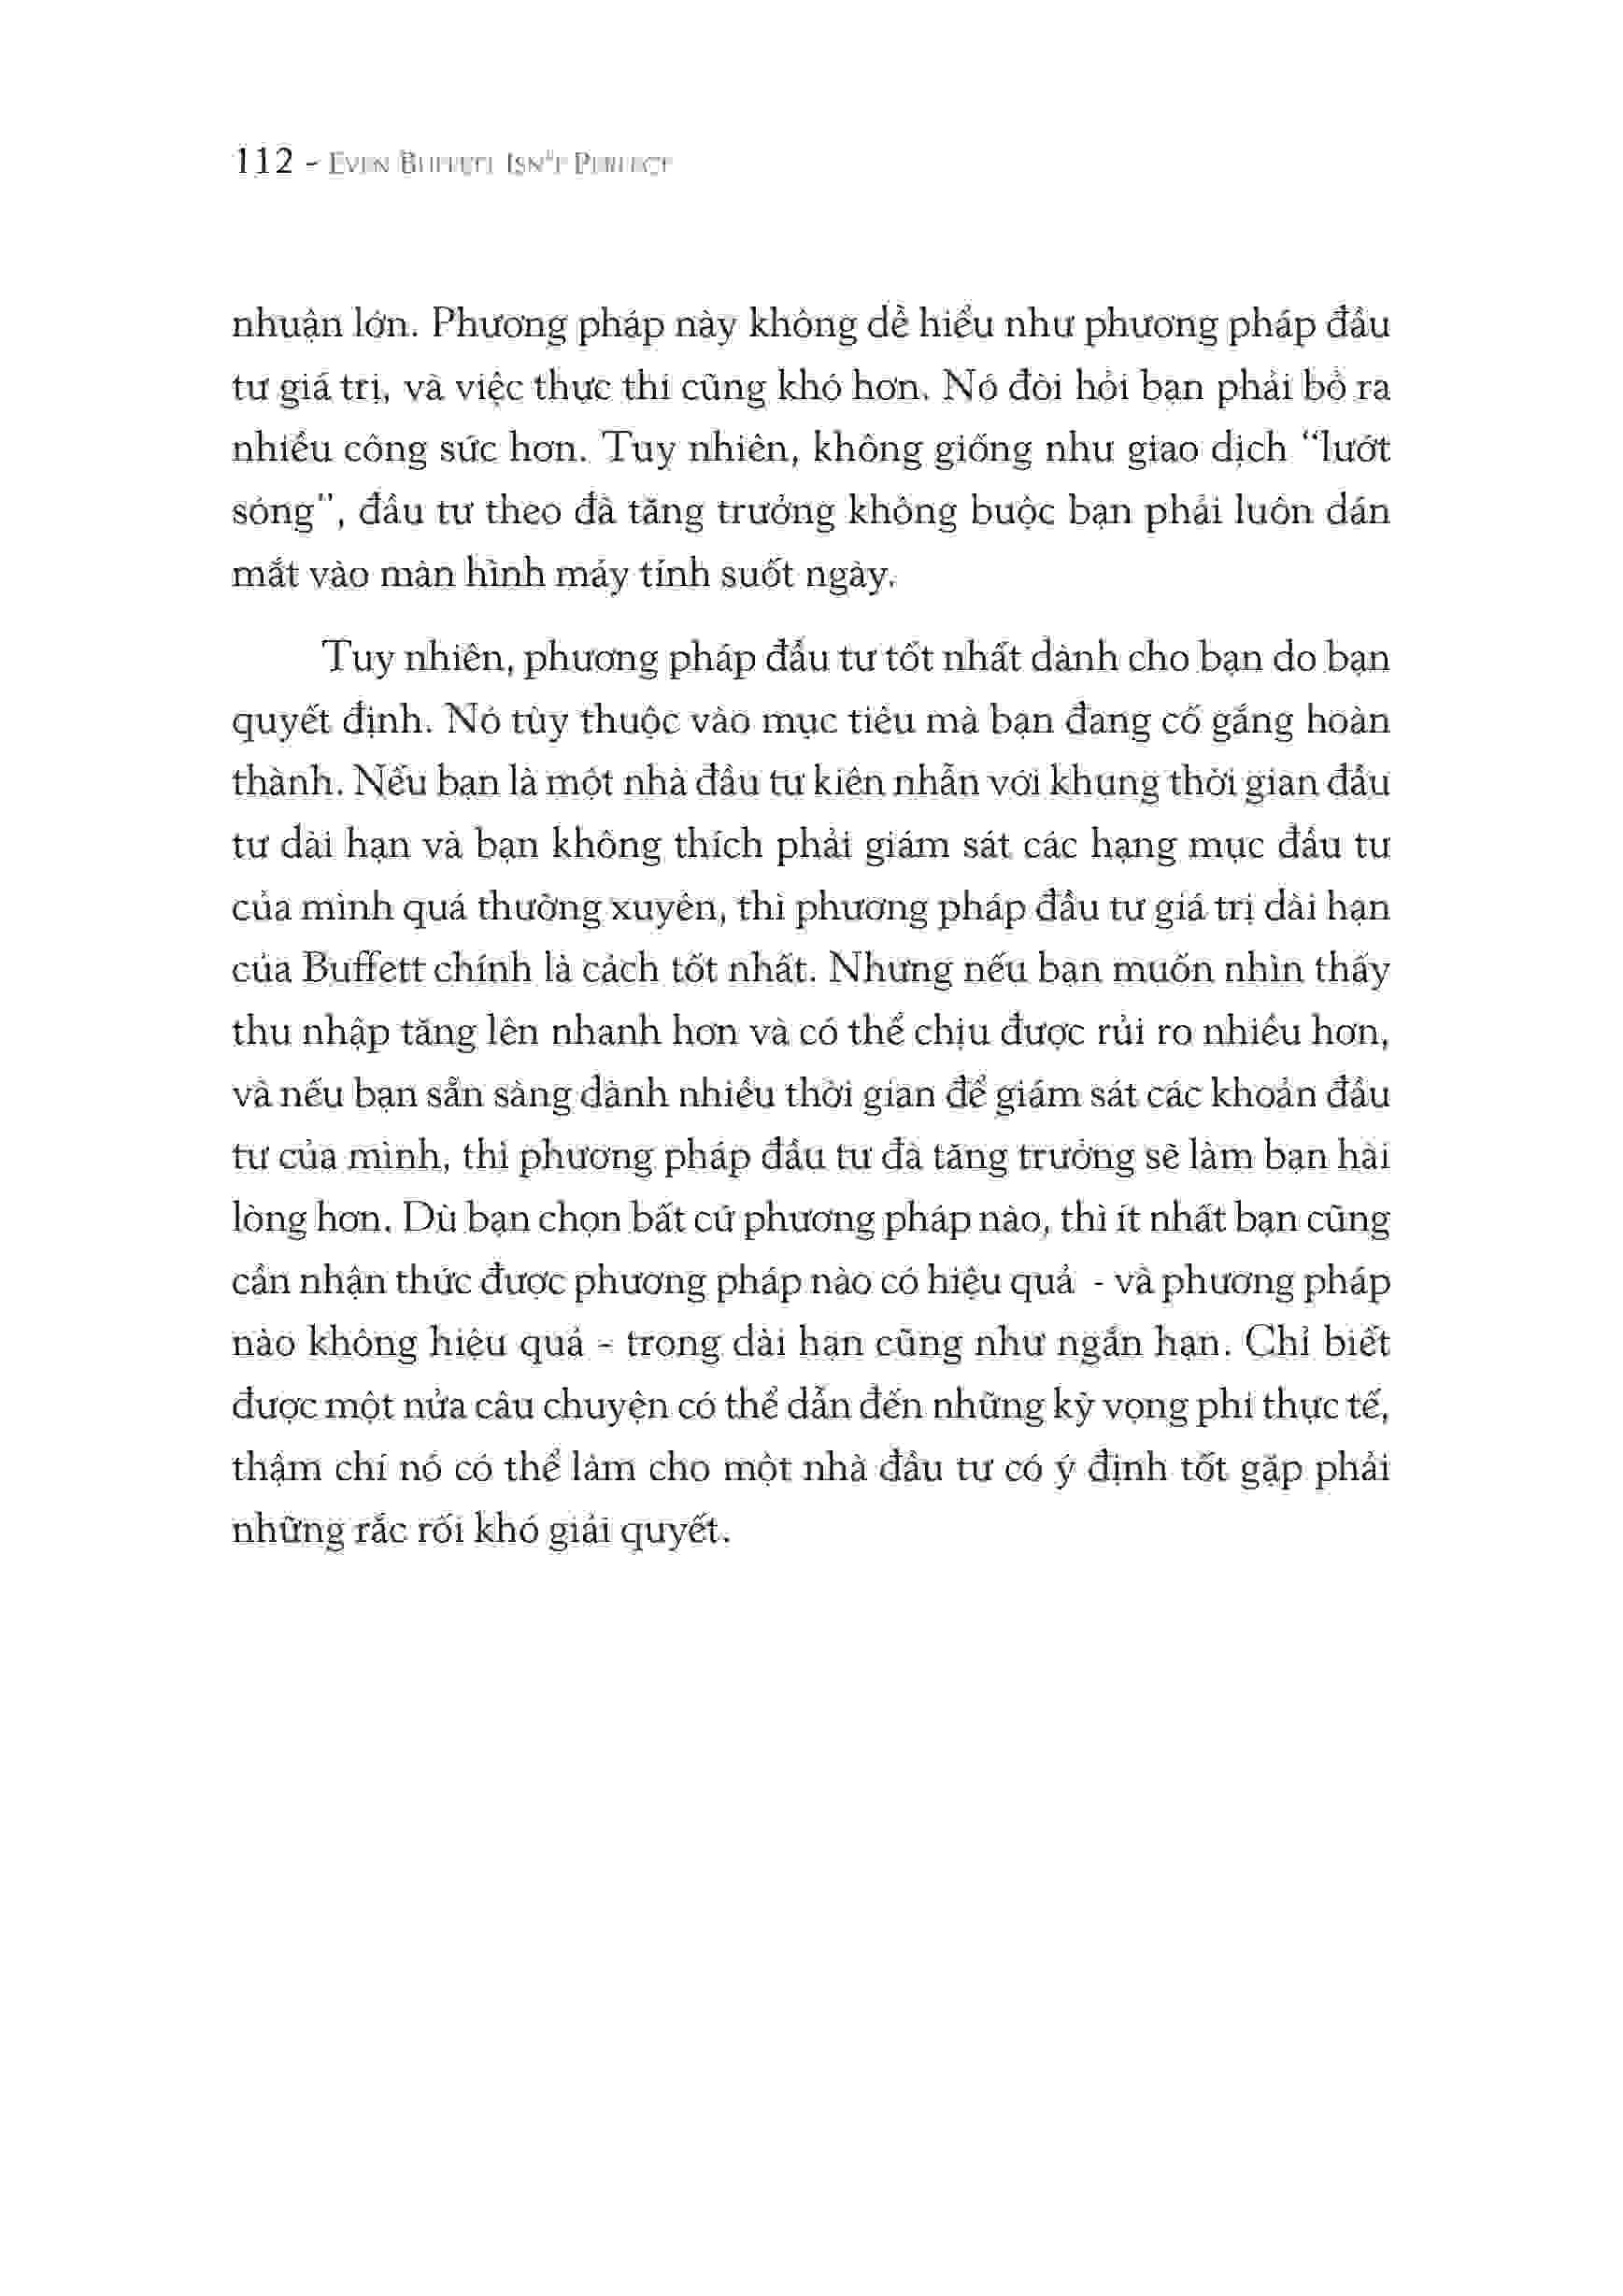 112 - EVEN BUFFETT ISN'T PERFECT
nhuận lớn. Phương pháp này không dễ hiểu như phương pháp đầu
tư giá trị, và việc thực thi cũng khó hơn. Nó đòi hỏi bạn phải bỏ ra
nhiều công sức hơn. Tuy nhiên, không giống như giao dịch “lướt
sóng”, đầu tư theo đà tăng trưởng không buộc bạn phải luôn dán
mắt vào màn hình máy tính suốt ngày.
Tuy nhiên, phương pháp đầu tư tốt nhất dành cho bạn do bạn
quyết định. Nó tùy thuộc vào mục tiêu mà bạn đang cố gắng hoàn
thành. Nếu bạn là một nhà đầu tư kiên nhẫn với khung thời gian đầu
tư dài hạn và bạn không thích phải giám sát các hạng mục đầu tư
của mình quá thường xuyên, thì phương pháp đầu tư giá trị dài hạn
của Buffett chính là cách tốt nhất. Nhưng nếu bạn muốn nhìn thấy
thu nhập tăng lên nhanh hơn và có thể chịu được rủi ro nhiều hơn,
và nếu bạn sẵn sàng dành nhiều thời gian để giám sát các khoản đầu
tư của mình, thì phương pháp đầu tư đà tăng trưởng sẽ làm bạn hài
lòng hơn. Dù bạn chọn bất cứ phương pháp nào, thì ít nhất bạn cũng
cần nhận thức được phương pháp nào có hiệu quả - và phương pháp
nào không hiệu quả - trong dài hạn cũng như ngắn hạn. Chỉ biết
được một nửa câu chuyện có thể dẫn đến những kỳ vọng phi thực tế,
thậm chí nó có thể làm cho một nhà đầu tư có ý định tốt gặp phải
những rắc rối khó giải quyết.